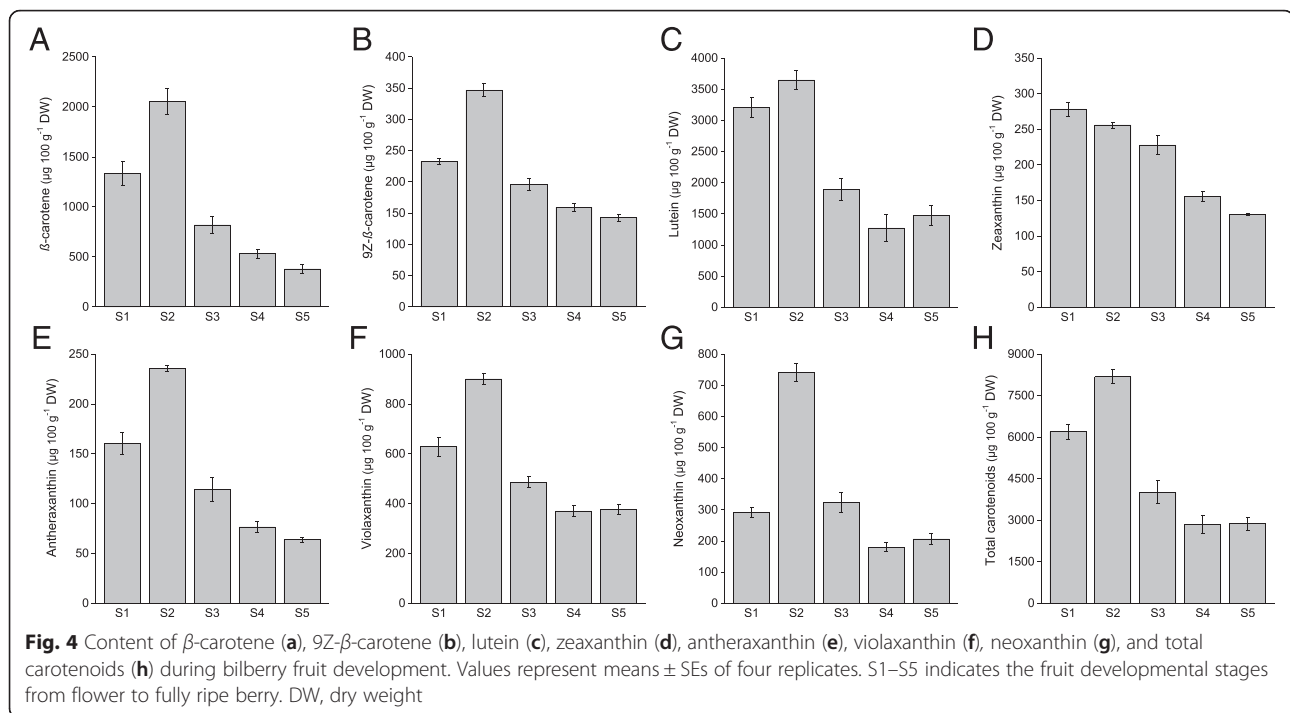 A
B
C
D
2500
2000
1500
1000
500
0
ß-carotene (µg 100 g⁻¹ DW)
S1 S2 S3 S4 S5
400
350
300
250
200
150
100
50
0
9Z-ß-carotene (µg 100 g⁻¹ DW)
S1 S2 S3 S4 S5
4000
3500
3000
2500
2000
1500
1000
500
0
Lutein (µg 100 g⁻¹ DW)
S1 S2 S3 S4 S5
350
300
250
200
150
100
50
0
Zeaxanthin (µg 100 g⁻¹ DW)
S1 S2 S3 S4 S5
E
F
G
H
250
200
150
100
50
0
Antheraxanthin (µg 100 g⁻¹ DW)
S1 S2 S3 S4 S5
1000
800
600
400
200
0
Violaxanthin (µg 100 g⁻¹ DW)
S1 S2 S3 S4 S5
800
700
600
500
400
300
200
100
0
Neoxanthin (µg 100 g⁻¹ DW)
S1 S2 S3 S4 S5
9000
7500
6000
4500
3000
1500
0
Total carotenoids (µg 100 g⁻¹ DW)
S1 S2 S3 S4 S5
Fig. 4 Content of β-carotene (a), 9Z-β-carotene (b), lutein (c), zeaxanthin (d), antheraxanthin (e), violaxanthin (f), neoxanthin (g), and total
carotenoids (h) during bilberry fruit development. Values represent means ± SEs of four replicates. S1–S5 indicates the fruit developmental stages
from flower to fully ripe berry. DW, dry weight